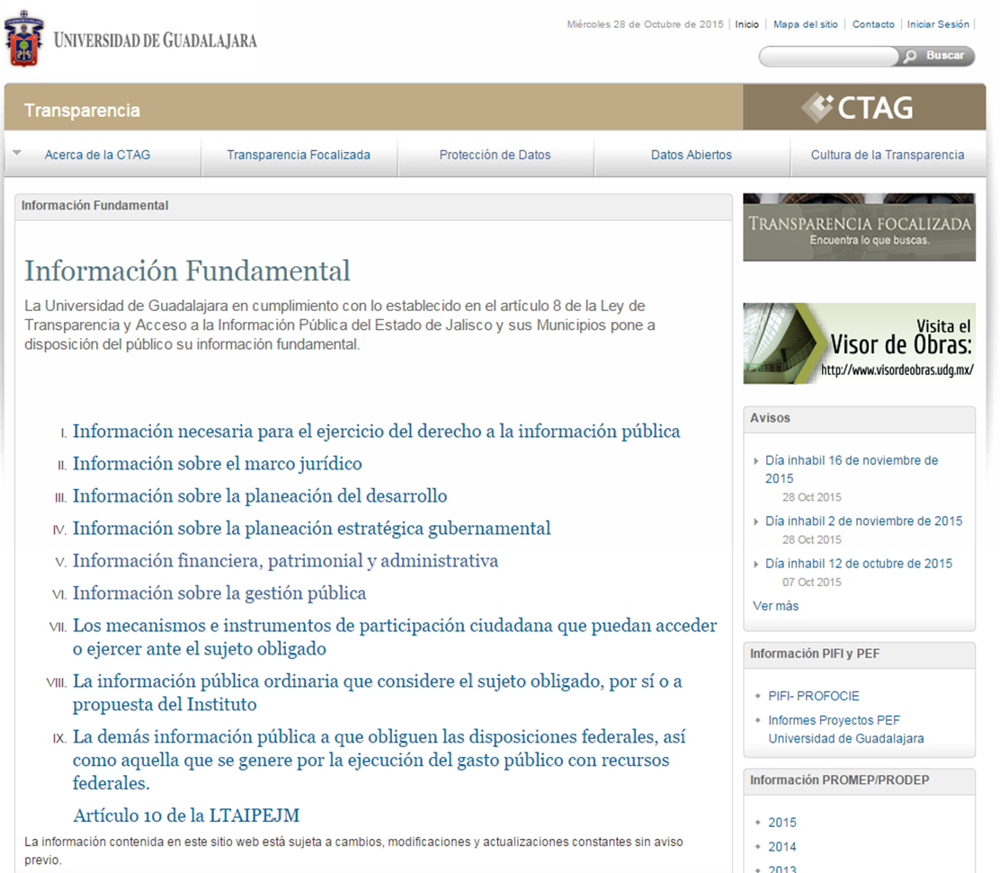 UNIVERSIDAD DE GUADALAJARA
Miércoles 28 de Octubre de 2015 | Inicio | Mapa del sitio | Contacto | Iniciar Sesión |
Buscar
Transparencia
CTAG
Acerca de la CTAG
Transparencia Focalizada
Protección de Datos
Datos Abiertos
Cultura de la Transparencia
Información Fundamental
Información Fundamental
La Universidad de Guadalajara en cumplimiento con lo establecido en el artículo 8 de la Ley de
Transparencia y Acceso a la Información Pública del Estado de Jalisco y sus Municipios pone a
disposición del público su información fundamental.
I. Información necesaria para el ejercicio del derecho a la información pública
II. Información sobre el marco jurídico
III. Información sobre la planeación del desarrollo
IV. Información sobre la planeación estratégica gubernamental
V. Información financiera, patrimonial y administrativa
VI. Información sobre la gestión pública
VII. Los mecanismos e instrumentos de participación ciudadana que puedan acceder
o ejercer ante el sujeto obligado
VIII. La información pública ordinaria que considere el sujeto obligado, por sí o a
propuesta del Instituto
IX. La demás información pública a que obliguen las disposiciones federales, así
como aquella que se genere por la ejecución del gasto público con recursos
federales.
Artículo 10 de la LTAIPEJM
La información contenida en este sitio web está sujeta a cambios, modificaciones y actualizaciones constantes sin aviso
previo.
TRANSPARENCIA FOCALIZADA
Encuentra lo que buscas.
Visita el
Visor de Obras:
http://www.visordeobras.udg.mx/
Avisos
Día inhabil 16 de noviembre de
2015
28 Oct 2015
Día inhabil 2 de noviembre de 2015
28 Oct 2015
Día inhabil 12 de octubre de 2015
07 Oct 2015
Ver más
Información PIFI y PEF
PIFI- PROFOCIE
Informes Proyectos PEF
Universidad de Guadalajara
Información PROMEP/PRODEP
2015
2014
2013